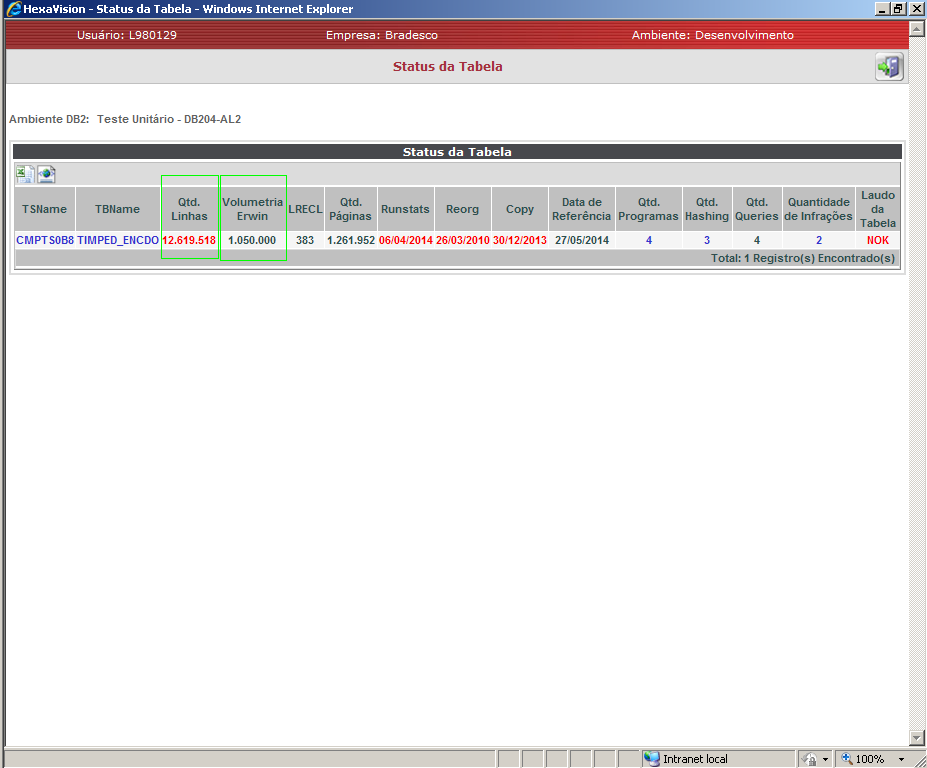 HexaVision - Status da Tabela - Windows Internet Explorer
Usuário: L980129 Empresa: Bradesco Ambiente: Desenvolvimento
Status da Tabela
Ambiente DB2: Teste Unitário - DB204-AL2
Status da Tabela
TSName TBName Qtd. Linhas Volumetria Erwin LRECL Qtd. Páginas Runstats Reorg Copy Data de Referência Qtd. Programas Qtd. Hashing Qtd. Queries Quantidade de Infrações Laudo da Tabela
CMPTS0B8 TIMPED_ENCDO 12.619.518 1.050.000 383 1.261.952 06/04/2014 26/03/2010 30/12/2013 27/05/2014 4 3 4 2 NOK
Total: 1 Registro(s) Encontrado(s)
Intranet local 100%